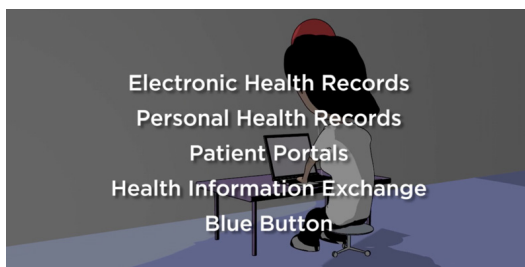 Electronic Health Records
Personal Health Records
Patient Portals
Health Information Exchange
Blue Button